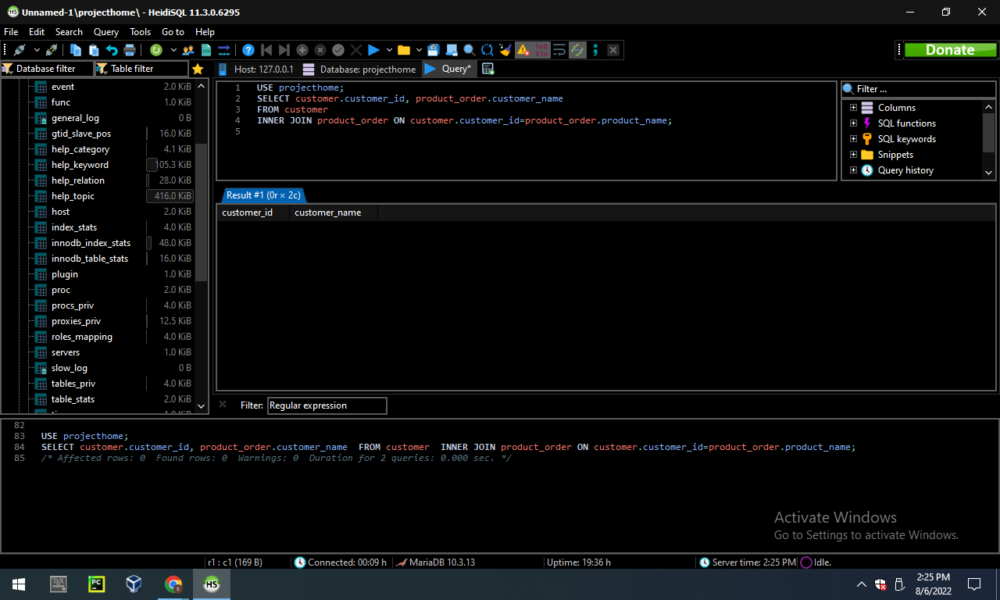 Unnamed-1\projecthome\ - HeidiSQL 11.3.0.6295
File Edit Search Query Tools Go to Help
Donate
Database filter Table filter
Host: 127.0.0.1 Database: projecthome Query*
event 2.0 KiB
func 1.0 KiB
general_log 0 B
gtid_slave_pos 16.0 KiB
help_category 4.1 KiB
help_keyword 105.3 KiB
help_relation 28.0 KiB
help_topic 416.0 KiB
host 2.0 KiB
index_stats 4.0 KiB
innodb_index_stats 48.0 KiB
innodb_table_stats 16.0 KiB
plugin 1.0 KiB
proc 2.0 KiB
procs_priv 4.0 KiB
proxies_priv 12.5 KiB
roles_mapping 4.0 KiB
servers 1.0 KiB
slow_log 0 B
tables_priv 4.0 KiB
table_stats 2.0 KiB
1 USE projecthome;
2 SELECT customer.customer_id, product_order.customer_name
3 FROM customer
4 INNER JOIN product_order ON customer.customer_id=product_order.product_name;
5
Filter ...
Columns
SQL functions
SQL keywords
Snippets
Query history
Result #1 (0r × 2c)
customer_id customer_name
Filter: Regular expression
82
83 USE projecthome;
84 SELECT customer.customer_id, product_order.customer_name FROM customer INNER JOIN product_order ON customer.customer_id=product_order.product_name;
85 /* Affected rows: 0 Found rows: 0 Warnings: 0 Duration for 2 queries: 0.000 sec. */
Activate Windows
Go to Settings to activate Windows.
r1 : c1 (169 B) Connected: 00:09 h MariaDB 10.3.13 Uptime: 19:36 h Server time: 2:25 PM Idle.
2:25 PM
8/6/2022